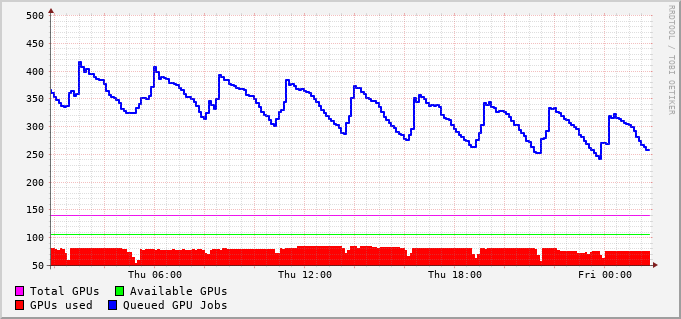 500
450
400
350
300
250
200
150
100
50
Thu 06:00 Thu 12:00 Thu 18:00 Fri 00:00
Total GPUs Available GPUs
GPUs used Queued GPU Jobs
RRDTOOL / TOBI OETIKER